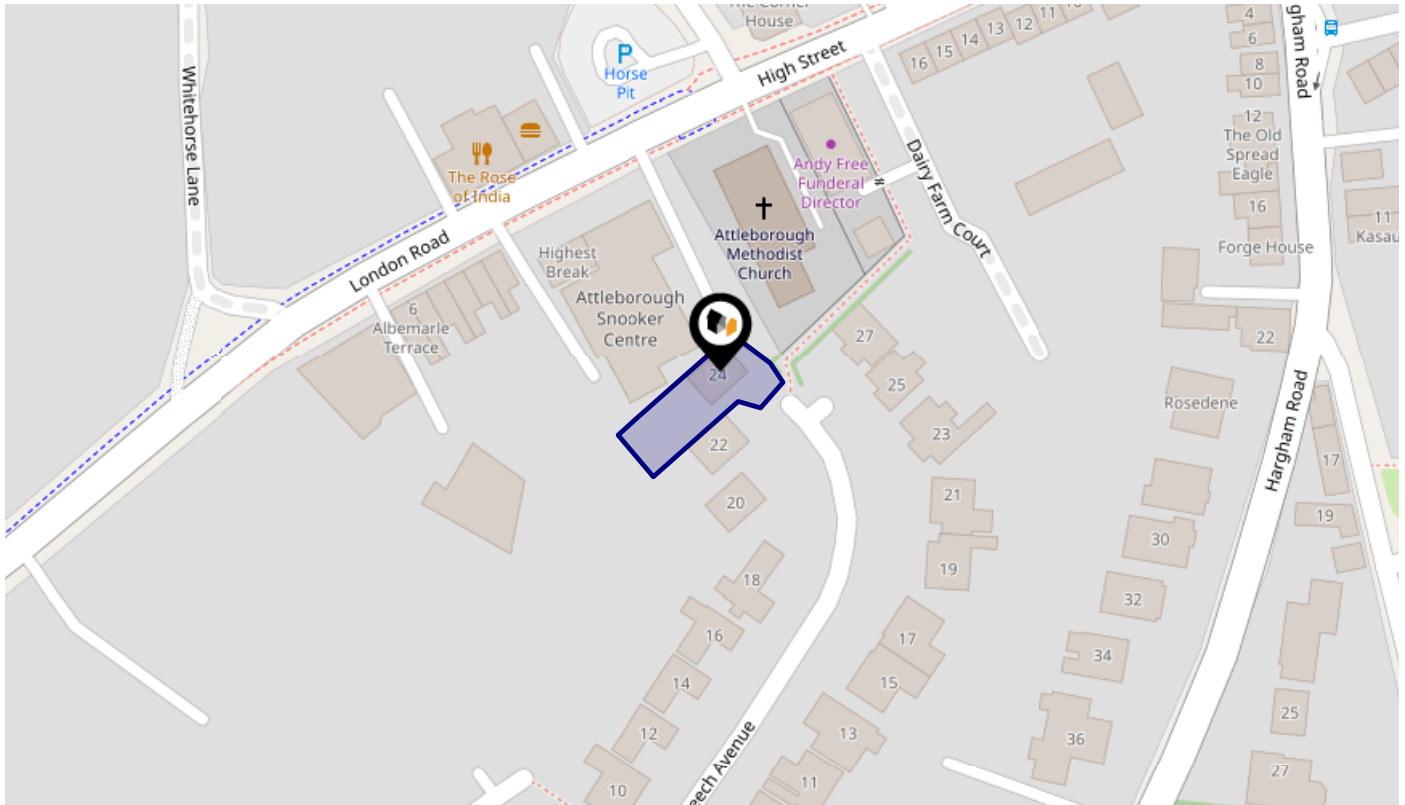 The Corner
House
High Street
P
Horse
Pit
Whitehorse Lane
The Rose
of India
London Road
Highest
Break
Attleborough
Snooker
Centre
6
Albemarle
Terrace
Attleborough
Methodist
Church
Andy Free
Funderal
Director
Dairy Farm Court
16
15
14
13
12
11
4
6
8
10
12
The Old
Spread
Eagle
16
Forge House
11
22
gham Road
Hargham Road
Rosedene
17
19
30
32
34
36
25
27
24
22
20
18
16
14
12
10
27
25
23
21
19
17
15
13
11
eech Avenue